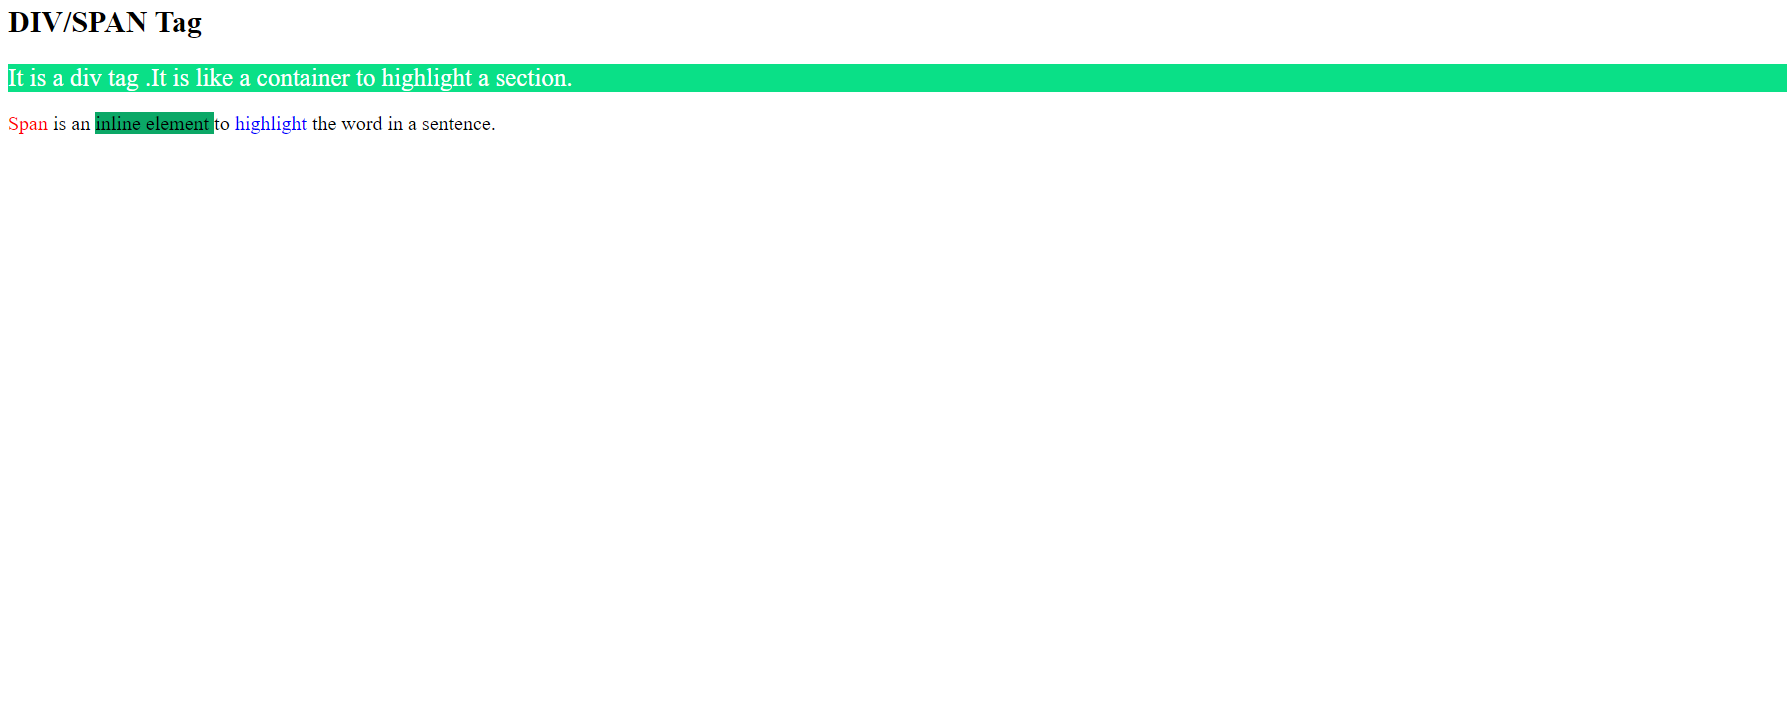 DIV/SPAN Tag
It is a div tag .It is like a container to highlight a section.
Span is an inline element to highlight the word in a sentence.